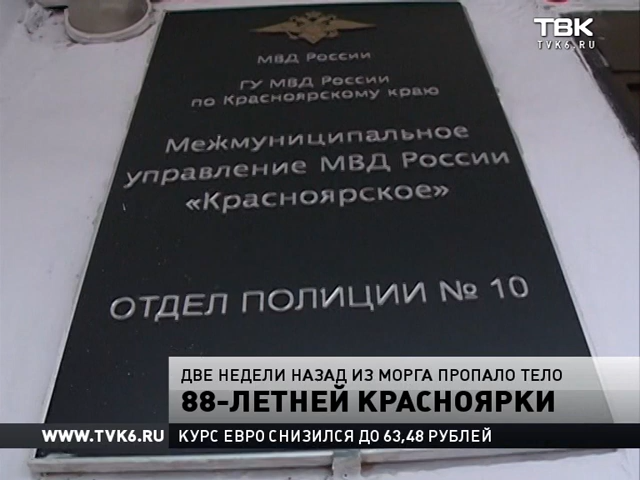 ТВК
TVK6.RU
МВД России
ГУ МВД России
по Красноярскому краю
Межмуниципальное
управление МВД России
«Красноярское»
ОТДЕЛ ПОЛИЦИИ № 10
ДВЕ НЕДЕЛИ НАЗАД ИЗ МОРГА ПРОПАЛО ТЕЛО
88-ЛЕТНЕЙ КРАСНОЯРКИ
WWW.TVK6.RU КУРС ЕВРО СНИЗИЛСЯ ДО 63,48 РУБЛЕЙ